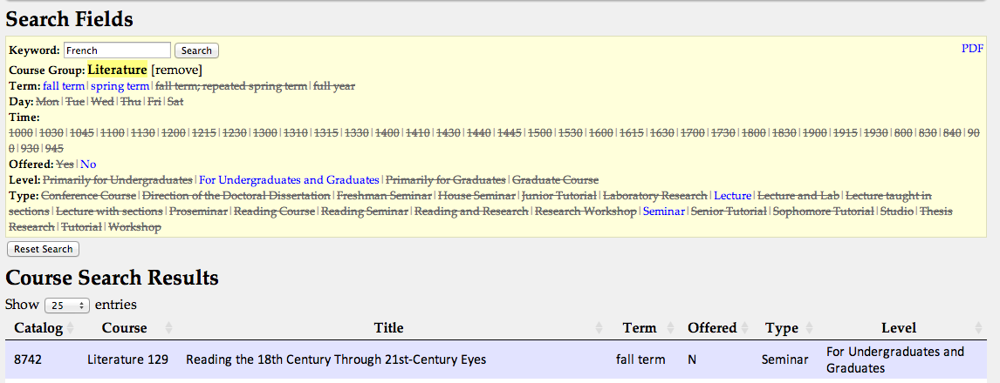 Search Fields
Keyword: French Search PDF
Course Group: Literature [remove]
Term: fall term | spring term | fall term; repeated spring term | full year
Day: Mon | Tue | Wed | Thu | Fri | Sat
Time:
1000 | 1030 | 1045 | 1100 | 1130 | 1200 | 1215 | 1230 | 1300 | 1310 | 1315 | 1330 | 1400 | 1410 | 1430 | 1440 | 1445 | 1500 | 1530 | 1600 | 1615 | 1630 | 1700 | 1730 | 1800 | 1830 | 1900 | 1915 | 1930 | 800 | 830 | 840 | 90
0 | 930 | 945
Offered: Yes | No
Level: Primarily for Undergraduates | For Undergraduates and Graduates | Primarily for Graduates | Graduate Course
Type: Conference Course | Direction of the Doctoral Dissertation | Freshman Seminar | House Seminar | Junior Tutorial | Laboratory Research | Lecture | Lecture and Lab | Lecture taught in
sections | Lecture with sections | Proseminar | Reading Course | Reading Seminar | Reading and Research | Research Workshop | Seminar | Senior Tutorial | Sophomore Tutorial | Studio | Thesis
Research | Tutorial | Workshop
Reset Search
Course Search Results
Show 25 entries
Catalog Course Title Term Offered Type Level
8742 Literature 129 Reading the 18th Century Through 21st-Century Eyes fall term N Seminar For Undergraduates and
Graduates